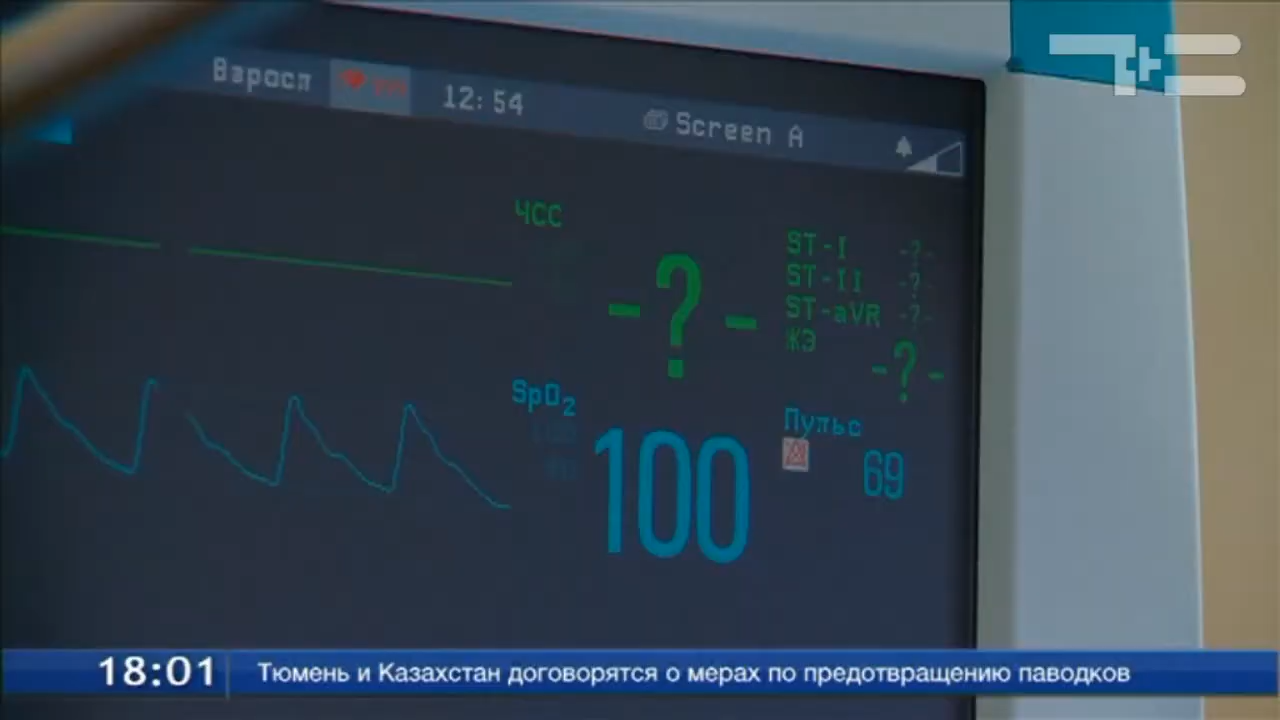 Взросл
12:54
Screen A
ЧСС
-?-
ST-I -?-
ST-II -?-
ST-aVR -?-
ЖЭ
-?-
SpO₂
100
Пульс
69
18:01 Тюмень и Казахстан договорятся о мерах по предотвращению паводков